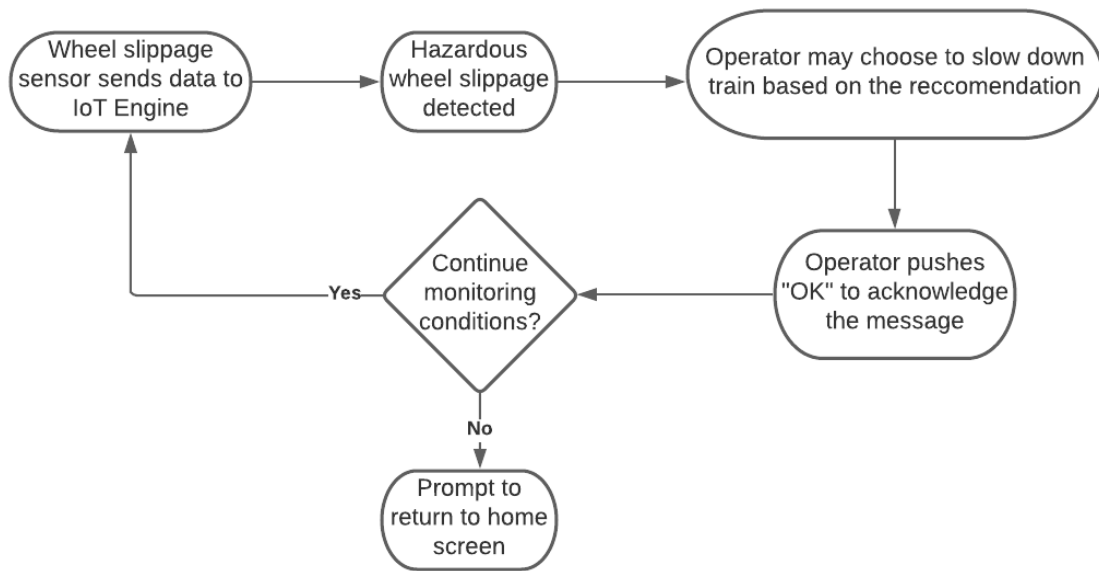 Wheel slippage
sensor sends data to
IoT Engine
Hazardous
wheel slippage
detected
Operator may choose to slow down
train based on the reccomendation
Operator pushes
"OK" to acknowledge
the message
Continue
monitoring
conditions?
Yes
No
Prompt to
return to home
screen